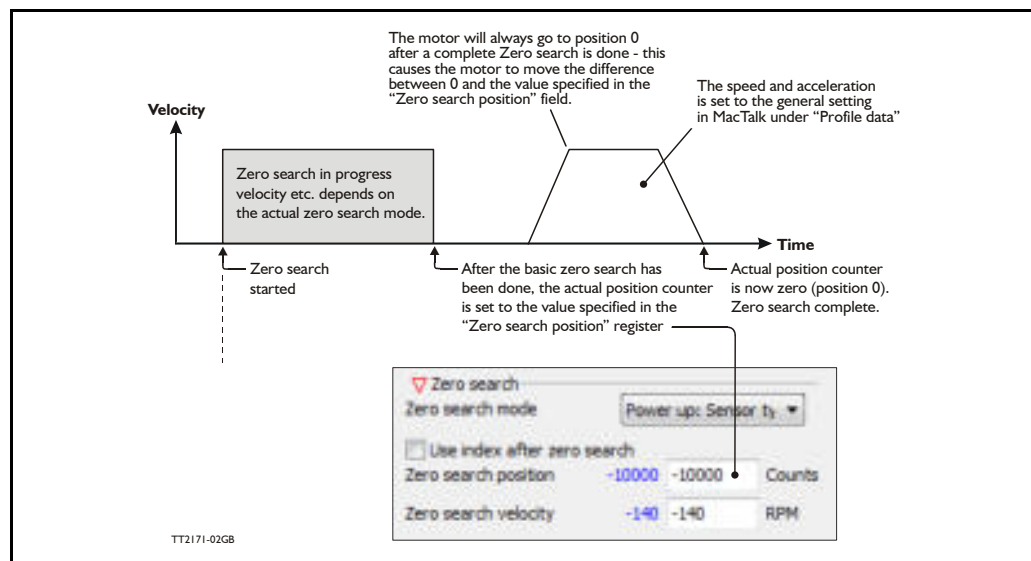 The motor will always go to position 0
after a complete Zero search is done - this
causes the motor to move the difference
between 0 and the value specified in the
“Zero search position” field.
The speed and acceleration
is set to the general setting
in MacTalk under “Profile data”
Velocity
Zero search in progress
velocity etc. depends on
the actual zero search mode.
Time
Zero search
started
After the basic zero search has
been done, the actual position counter
is set to the value specified in the
“Zero search position” register
Actual position counter
is now zero (position 0).
Zero search complete.
Zero search
Zero search mode Power up: Sensor ty
Use index after zero search
Zero search position -10000 -10000 Counts
Zero search velocity -140 -140 RPM
TT2171-02GB